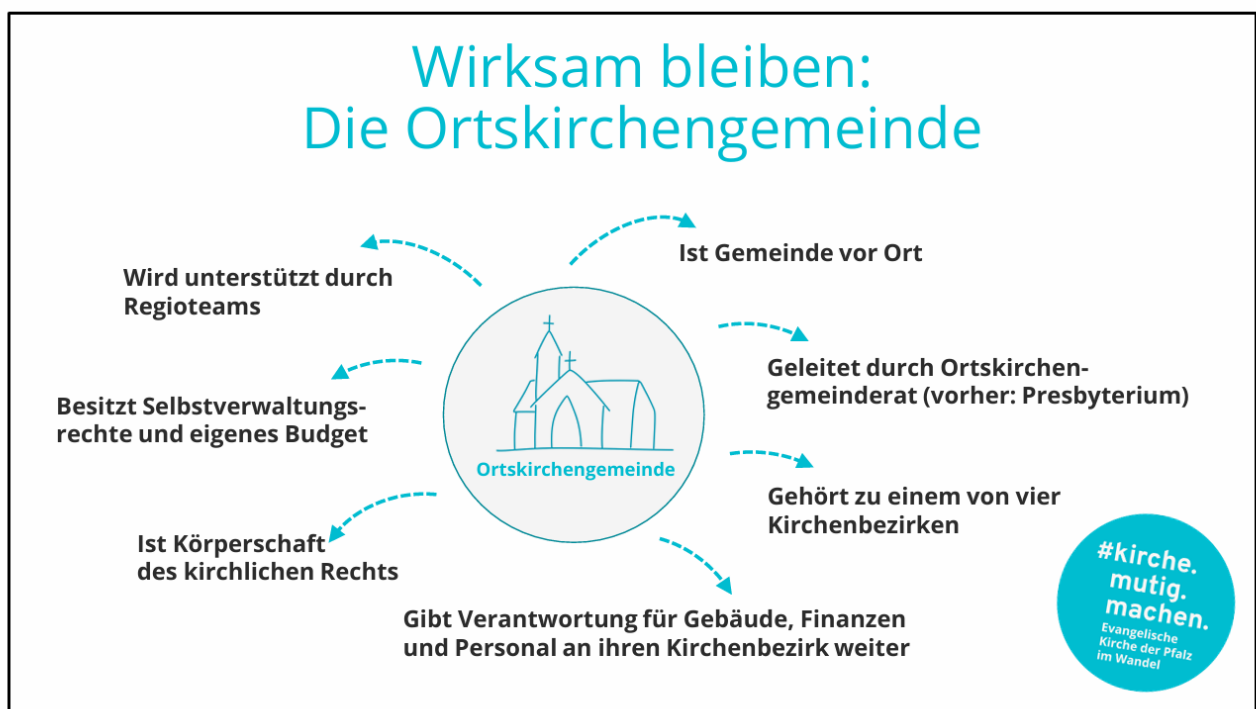 Wirksam bleiben:
Die Ortskirchengemeinde
Ist Gemeinde vor Ort
Wird unterstützt durch
Regioteams
Geleitet durch Ortskirchen-
gemeinderat (vorher: Presbyterium)
Besitzt Selbstverwaltungs-
rechte und eigenes Budget
Ortskirchengemeinde
Gehört zu einem von vier
Kirchenbezirken
Ist Körperschaft
des kirchlichen Rechts
Gibt Verantwortung für Gebäude, Finanzen
und Personal an ihren Kirchenbezirk weiter
#kirche.
mutig.
machen.
Evangelische
Kirche der Pfalz
im Wandel